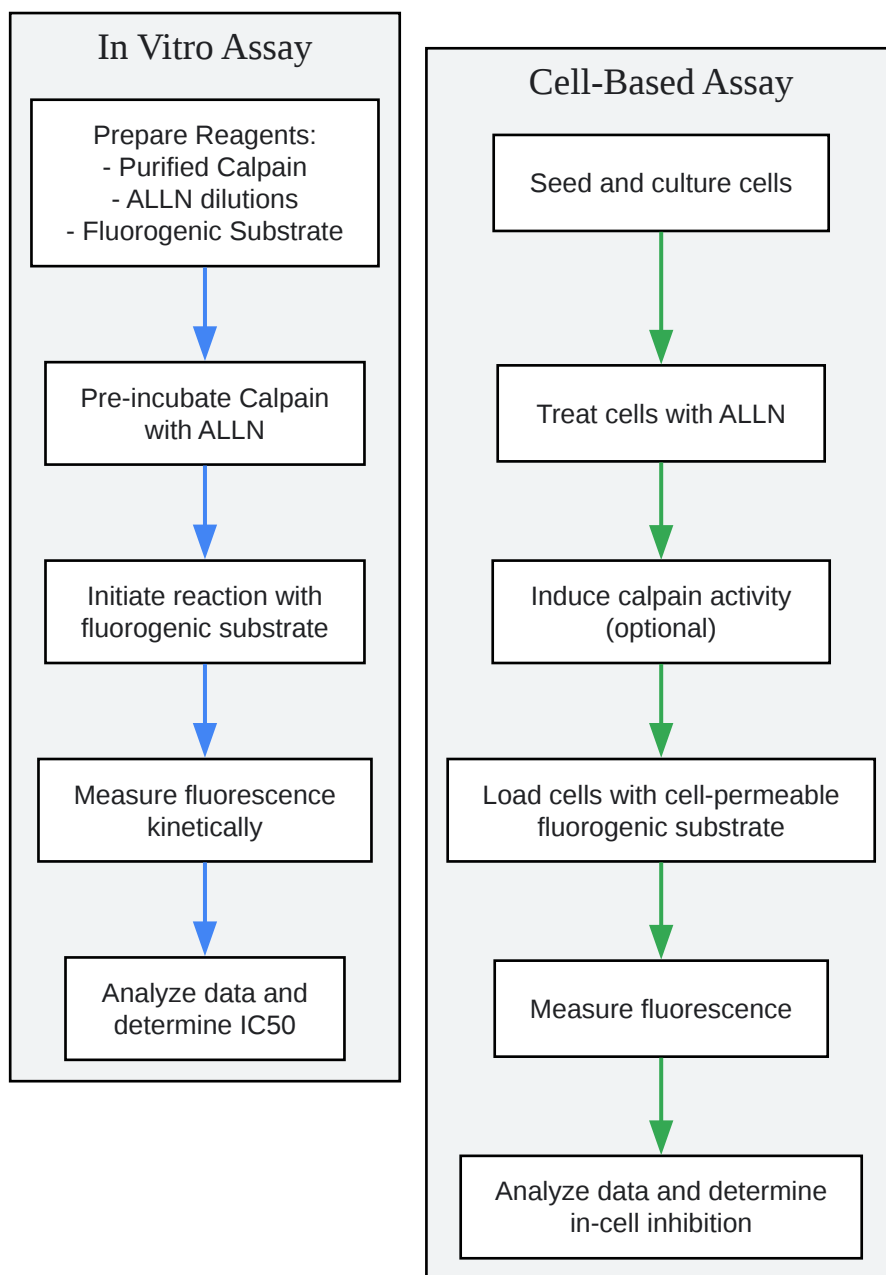 In Vitro Assay
Prepare Reagents:
- Purified Calpain
- ALLN dilutions
- Fluorogenic Substrate
Pre-incubate Calpain
with ALLN
Initiate reaction with
fluorogenic substrate
Measure fluorescence
kinetically
Analyze data and
determine IC50
Cell-Based Assay
Seed and culture cells
Treat cells with ALLN
Induce calpain activity
(optional)
Load cells with cell-permeable
fluorogenic substrate
Measure fluorescence
Analyze data and determine
in-cell inhibition